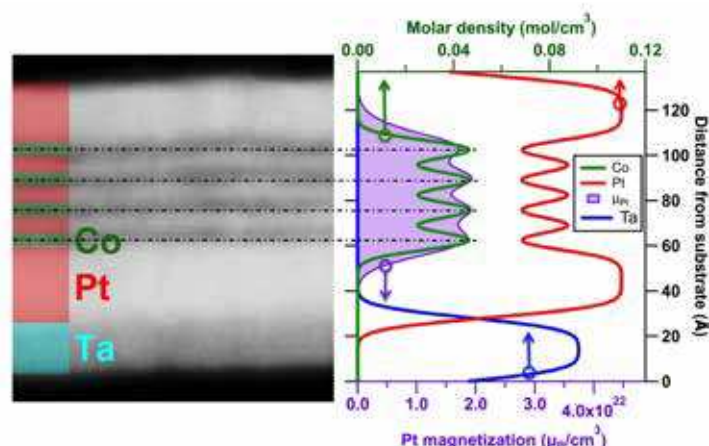 Molar density (mol/cm³)
0.00 0.04 0.08 0.12
Co
Pt
Ta
Co
Pt
μPt
Ta
120
100
80
60
40
20
0
Distance from substrate (Å)
0 1.0 2.0 3.0 4.0x10²²
Pt magnetization (μB/cm³)